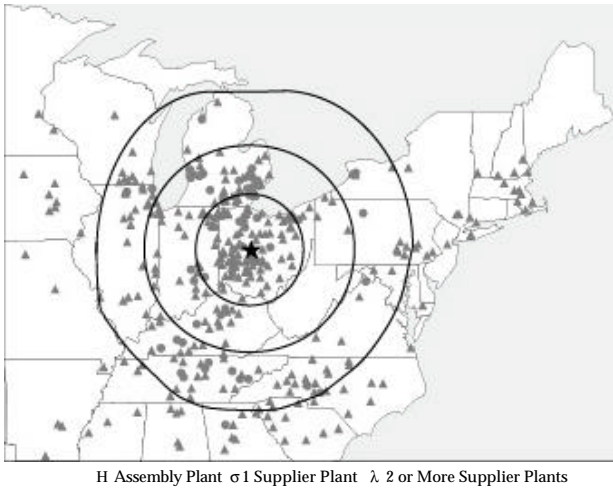 H Assembly Plant σ 1 Supplier Plant λ 2 or More Supplier Plants